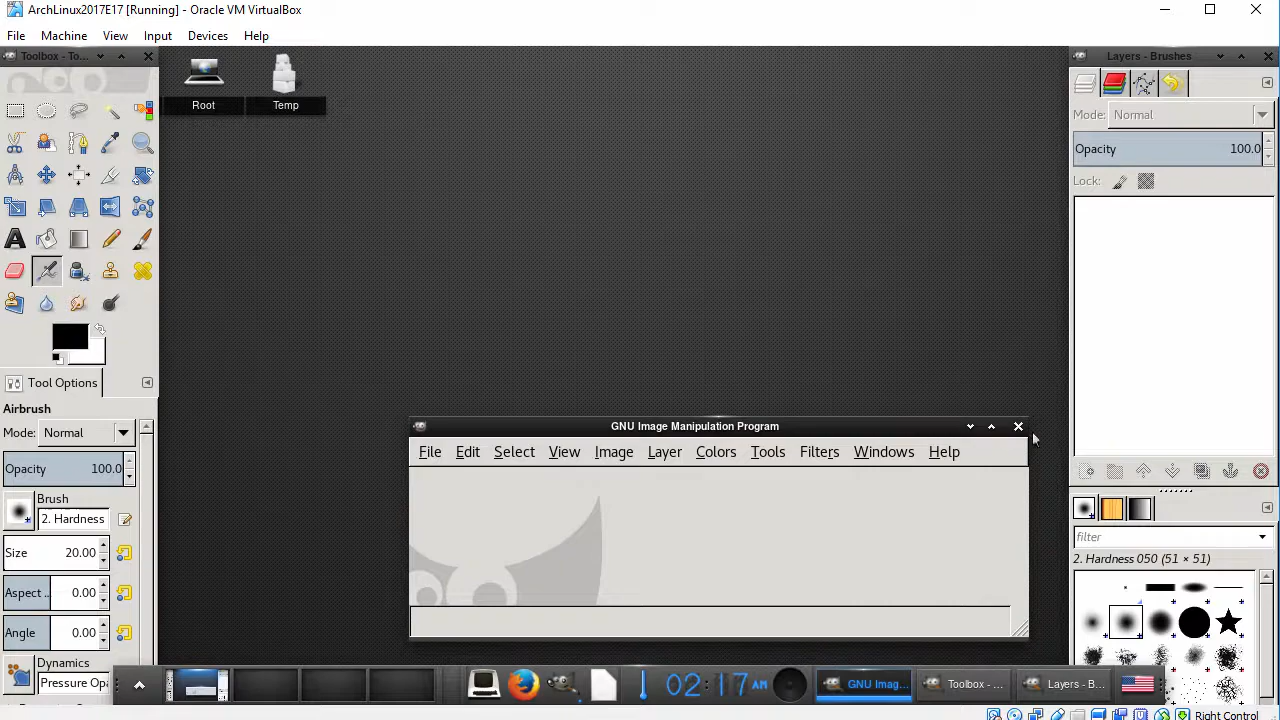 ArchLinux2017E17 [Running] - Oracle VM VirtualBox
File Machine View Input Devices Help
Toolbox - To...
Layers - Brushes
Root
Temp
Mode: Normal
Opacity 100.0
Lock:
Tool Options
Airbrush
Mode: Normal
Opacity 100.0
Brush
2. Hardness
Size 20.00
Aspect .. 0.00
Angle 0.00
Dynamics
Pressure Opa
GNU Image Manipulation Program
File Edit Select View Image Layer Colors Tools Filters Windows Help
filter
2. Hardness 050 (51 × 51)
02:17AM
GNU Imag...
Toolbox - ...
Layers - B...
Right Control